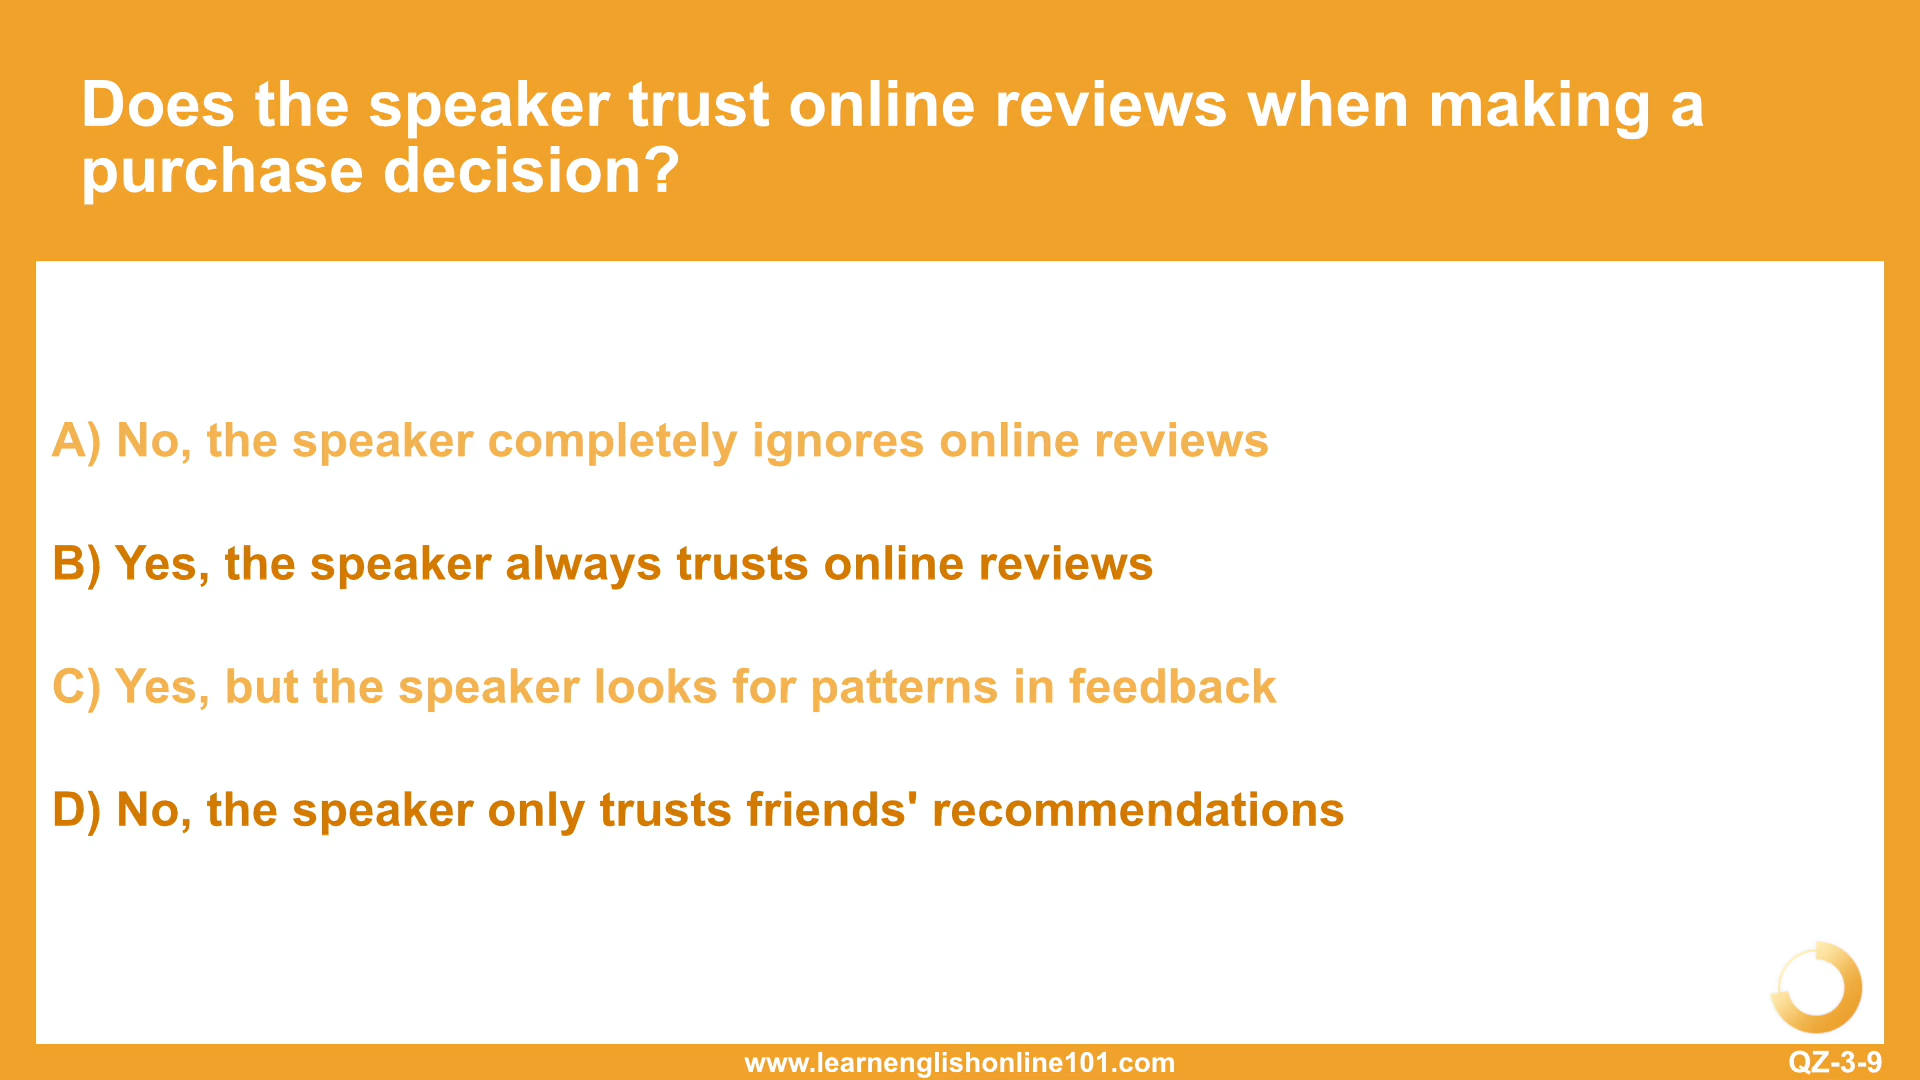 Does the speaker trust online reviews when making a
purchase decision?
A) No, the speaker completely ignores online reviews
B) Yes, the speaker always trusts online reviews
C) Yes, but the speaker looks for patterns in feedback
D) No, the speaker only trusts friends' recommendations
www.learnenglishonline101.com
QZ-3-9